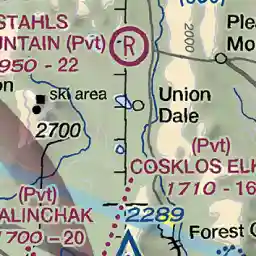 STAHLS
UNTAIN (Pvt)
950 - 22
R
2000
Ple
Mo
on
ski area
Union
Dale
2700
(Pvt)
COSKLOS ELK
1710 - 16
(Pvt)
ALINCHAK
700 - 20
2289
Forest C